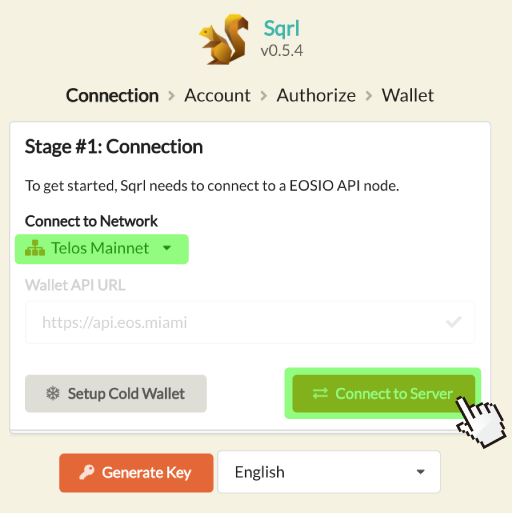 Sqrl
v0.5.4
Connection > Account > Authorize > Wallet
Stage #1: Connection
To get started, Sqrl needs to connect to a EOSIO API node.
Connect to Network
Telos Mainnet
Wallet API URL
https://api.eos.miami
Setup Cold Wallet
Connect to Server
Generate Key
English